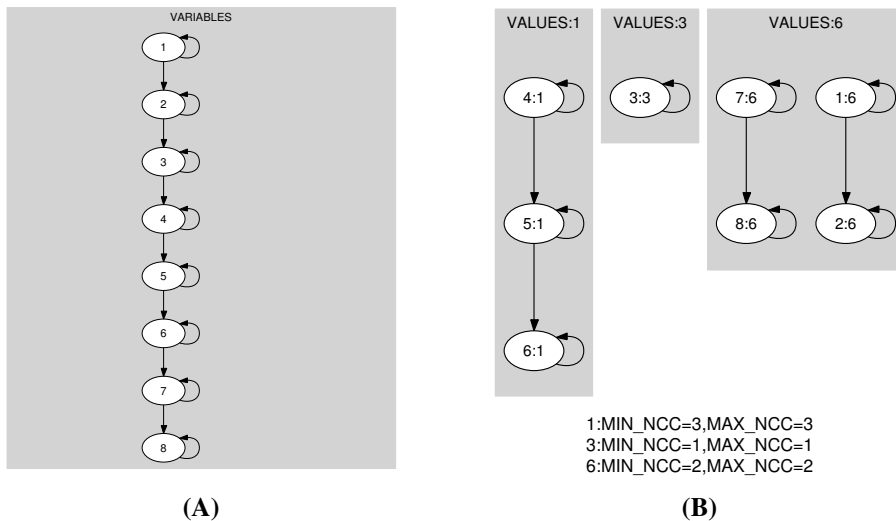 VARIABLES
1
2
3
4
5
6
7
8
(A)
VALUES:1
VALUES:3
VALUES:6
4:1
3:3
7:6
1:6
5:1
8:6
2:6
6:1
1:MIN_NCC=3,MAX_NCC=3
3:MIN_NCC=1,MAX_NCC=1
6:MIN_NCC=2,MAX_NCC=2
(B)